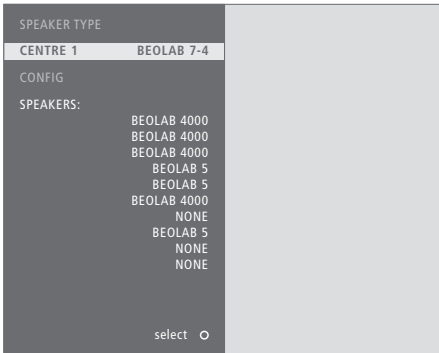 SPEAKER TYPE
CENTRE 1 BEOLAB 7-4
CONFIG
SPEAKERS:
BEOLAB 4000
BEOLAB 4000
BEOLAB 4000
BEOLAB 5
BEOLAB 5
BEOLAB 4000
NONE
BEOLAB 5
NONE
NONE
select